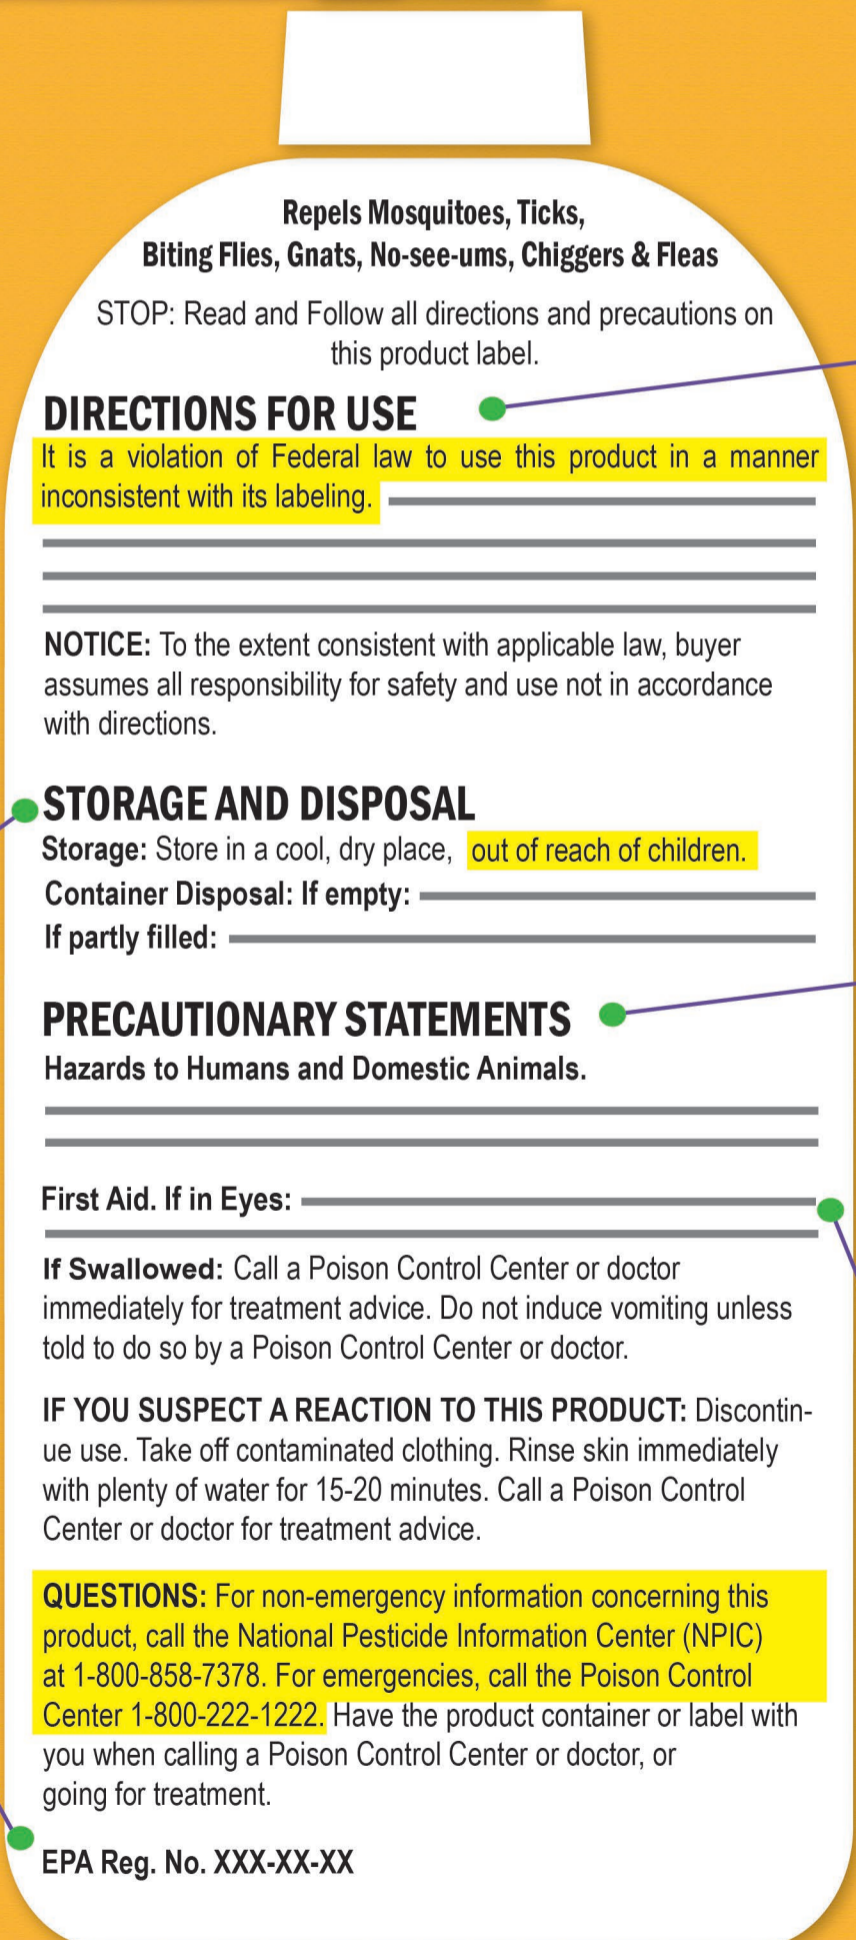 Repels Mosquitoes, Ticks,
Biting Flies, Gnats, No-see-ums, Chiggers & Fleas
STOP: Read and Follow all directions and precautions on
this product label.
DIRECTIONS FOR USE
It is a violation of Federal law to use this product in a manner
inconsistent with its labeling.
NOTICE: To the extent consistent with applicable law, buyer
assumes all responsibility for safety and use not in accordance
with directions.
STORAGE AND DISPOSAL
Storage: Store in a cool, dry place, out of reach of children.
Container Disposal: If empty:
If partly filled:
PRECAUTIONARY STATEMENTS
Hazards to Humans and Domestic Animals.
First Aid. If in Eyes:
If Swallowed: Call a Poison Control Center or doctor
immediately for treatment advice. Do not induce vomiting unless
told to do so by a Poison Control Center or doctor.
IF YOU SUSPECT A REACTION TO THIS PRODUCT: Discontin-
ue use. Take off contaminated clothing. Rinse skin immediately
with plenty of water for 15-20 minutes. Call a Poison Control
Center or doctor for treatment advice.
QUESTIONS: For non-emergency information concerning this
product, call the National Pesticide Information Center (NPIC)
at 1-800-858-7378. For emergencies, call the Poison Control
Center 1-800-222-1222. Have the product container or label with
you when calling a Poison Control Center or doctor, or
going for treatment.
EPA Reg. No. XXX-XX-XX